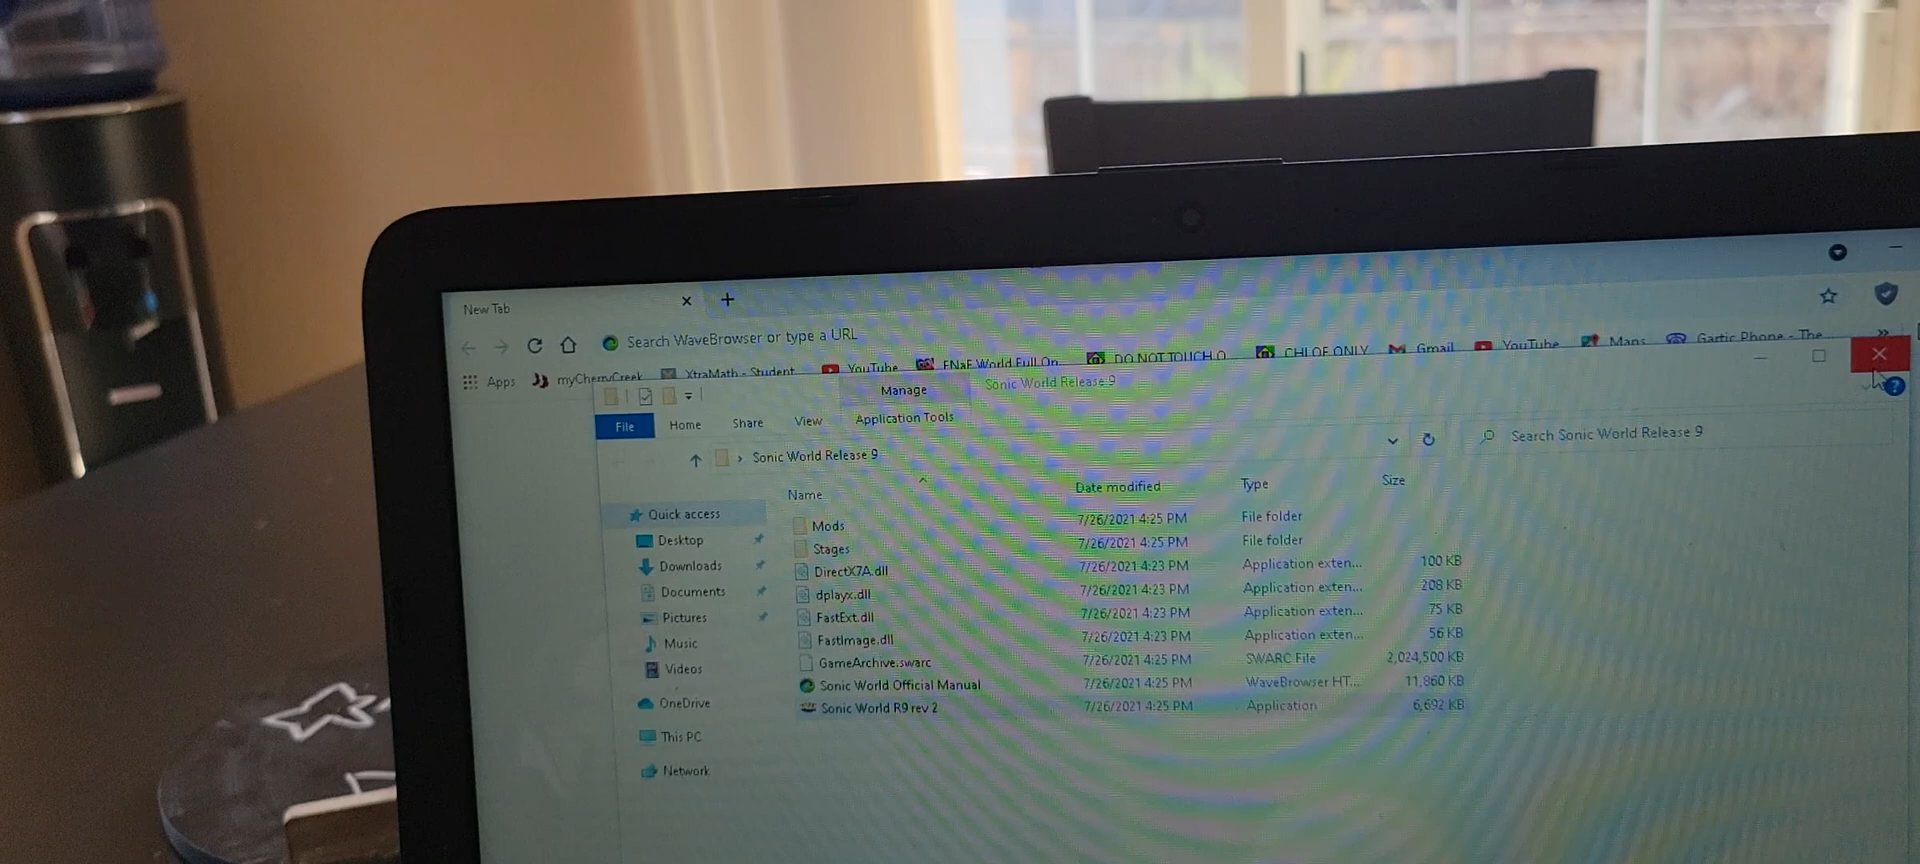 New Tab
Search WaveBrowser or type a URL
Apps myCherryCreek XtraMath - Student YouTube FNaF World Full On DO NOT TOUCH O CHLOE ONLY Gmail YouTube Maps Gartic Phone - The
Manage Sonic World Release 9
File Home Share View Application Tools
Sonic World Release 9 Search Sonic World Release 9
Name Date modified Type Size
Quick access
Desktop
Downloads
Documents
Pictures
Music
Videos
OneDrive
This PC
Network
Mods 7/26/2021 4:25 PM File folder
Stages 7/26/2021 4:25 PM File folder
DirectX7A.dll 7/26/2021 4:23 PM Application exten... 100 KB
dplayx.dll 7/26/2021 4:23 PM Application exten... 208 KB
FastExt.dll 7/26/2021 4:23 PM Application exten... 75 KB
FastImage.dll 7/26/2021 4:23 PM Application exten... 56 KB
GameArchive.swarc 7/26/2021 4:25 PM SWARC File 2,024,500 KB
Sonic World Official Manual 7/26/2021 4:25 PM WaveBrowser HT... 11,860 KB
Sonic World R9 rev 2 7/26/2021 4:25 PM Application 6,692 KB